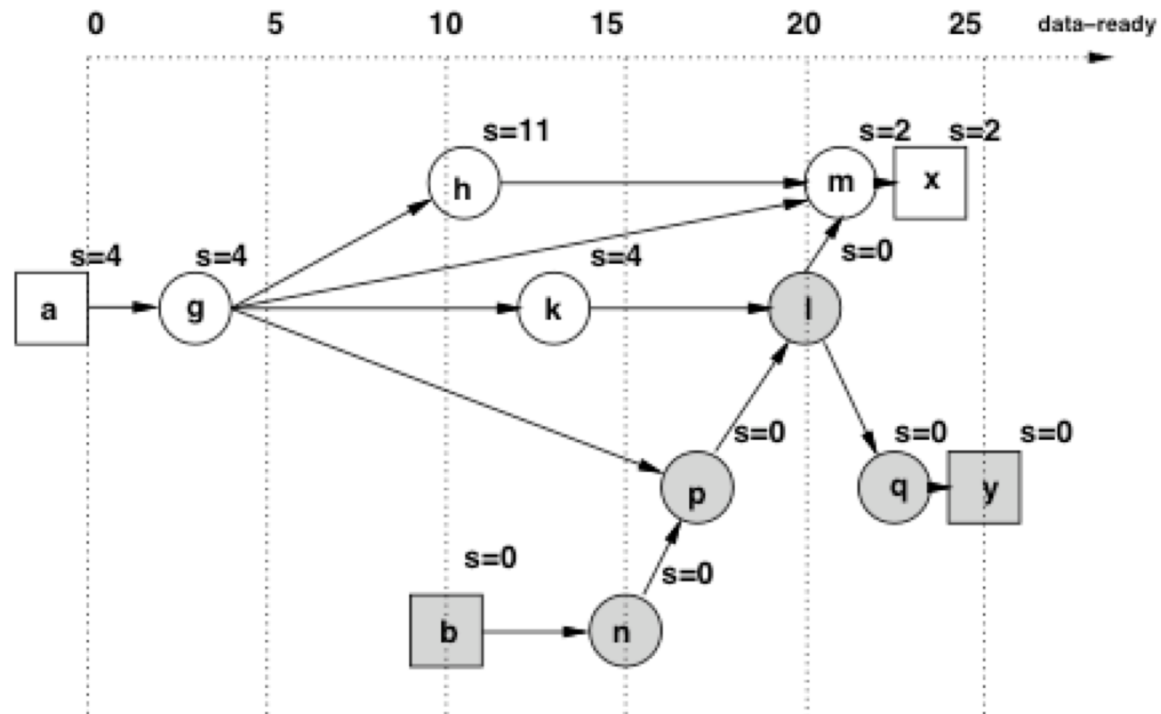 0 5 10 15 20 25 data–ready
s=11 s=2 s=2
h m x
s=4 s=4 s=4 s=0
a g k l
s=0 s=0 s=0
p q y
s=0 s=0
b n